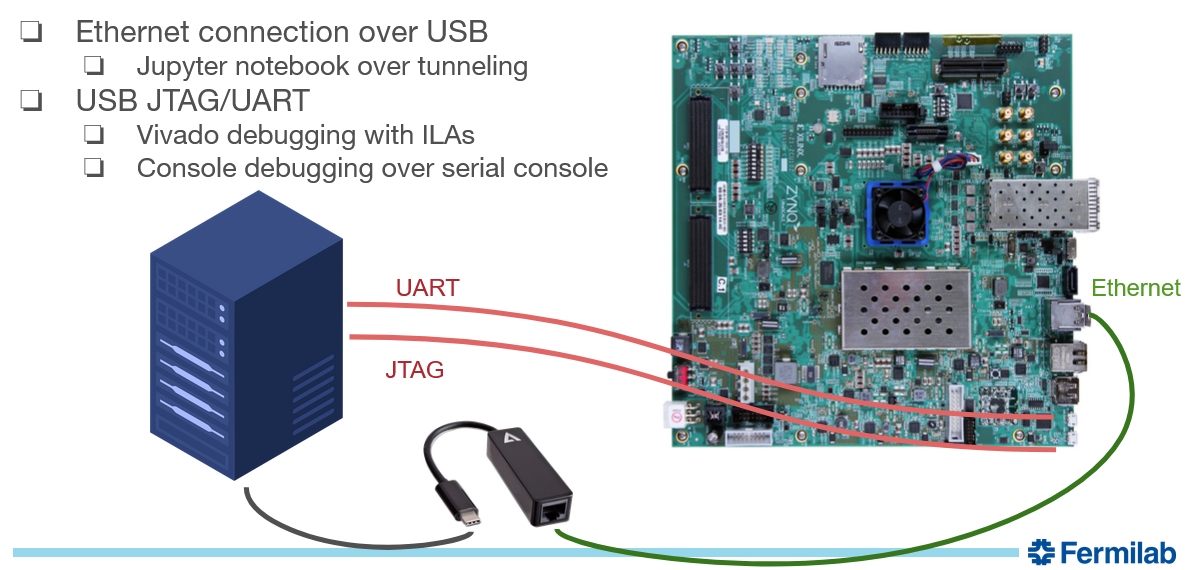 Ethernet connection over USB
Jupyter notebook over tunneling
USB JTAG/UART
Vivado debugging with ILAs
Console debugging over serial console
UART
JTAG
Ethernet
XILINX
ZYNQ
Fermilab